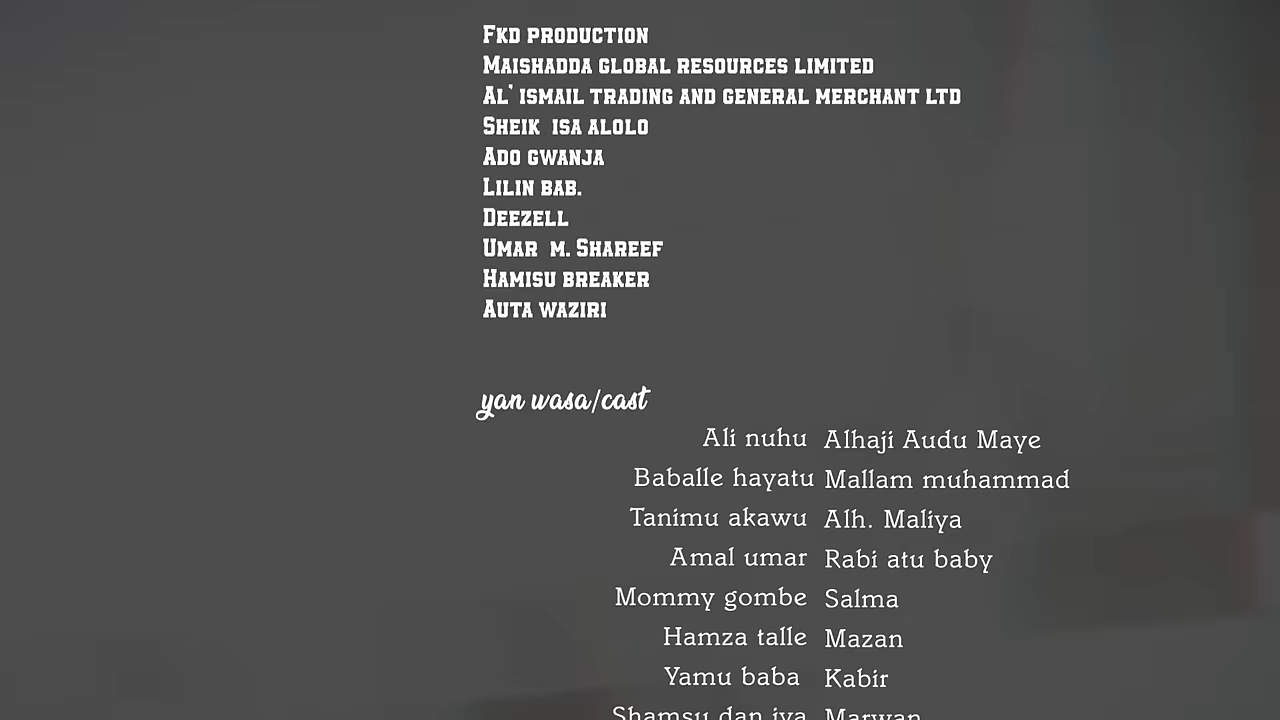 Fkd production
Maishadda global resources limited
Al' ismail trading and general merchant ltd
Sheik isa alolo
Ado gwanja
Lilin bab.
Deezell
Umar m. Shareef
Hamisu breaker
Auta waziri
yan wasa/cast
Ali nuhu Alhaji Audu Maye
Baballe hayatu Mallam muhammad
Tanimu akawu Alh. Maliya
Amal umar Rabi atu baby
Mommy gombe Salma
Hamza talle Mazan
Yamu baba Kabir
Shamsu dan iya Marwan